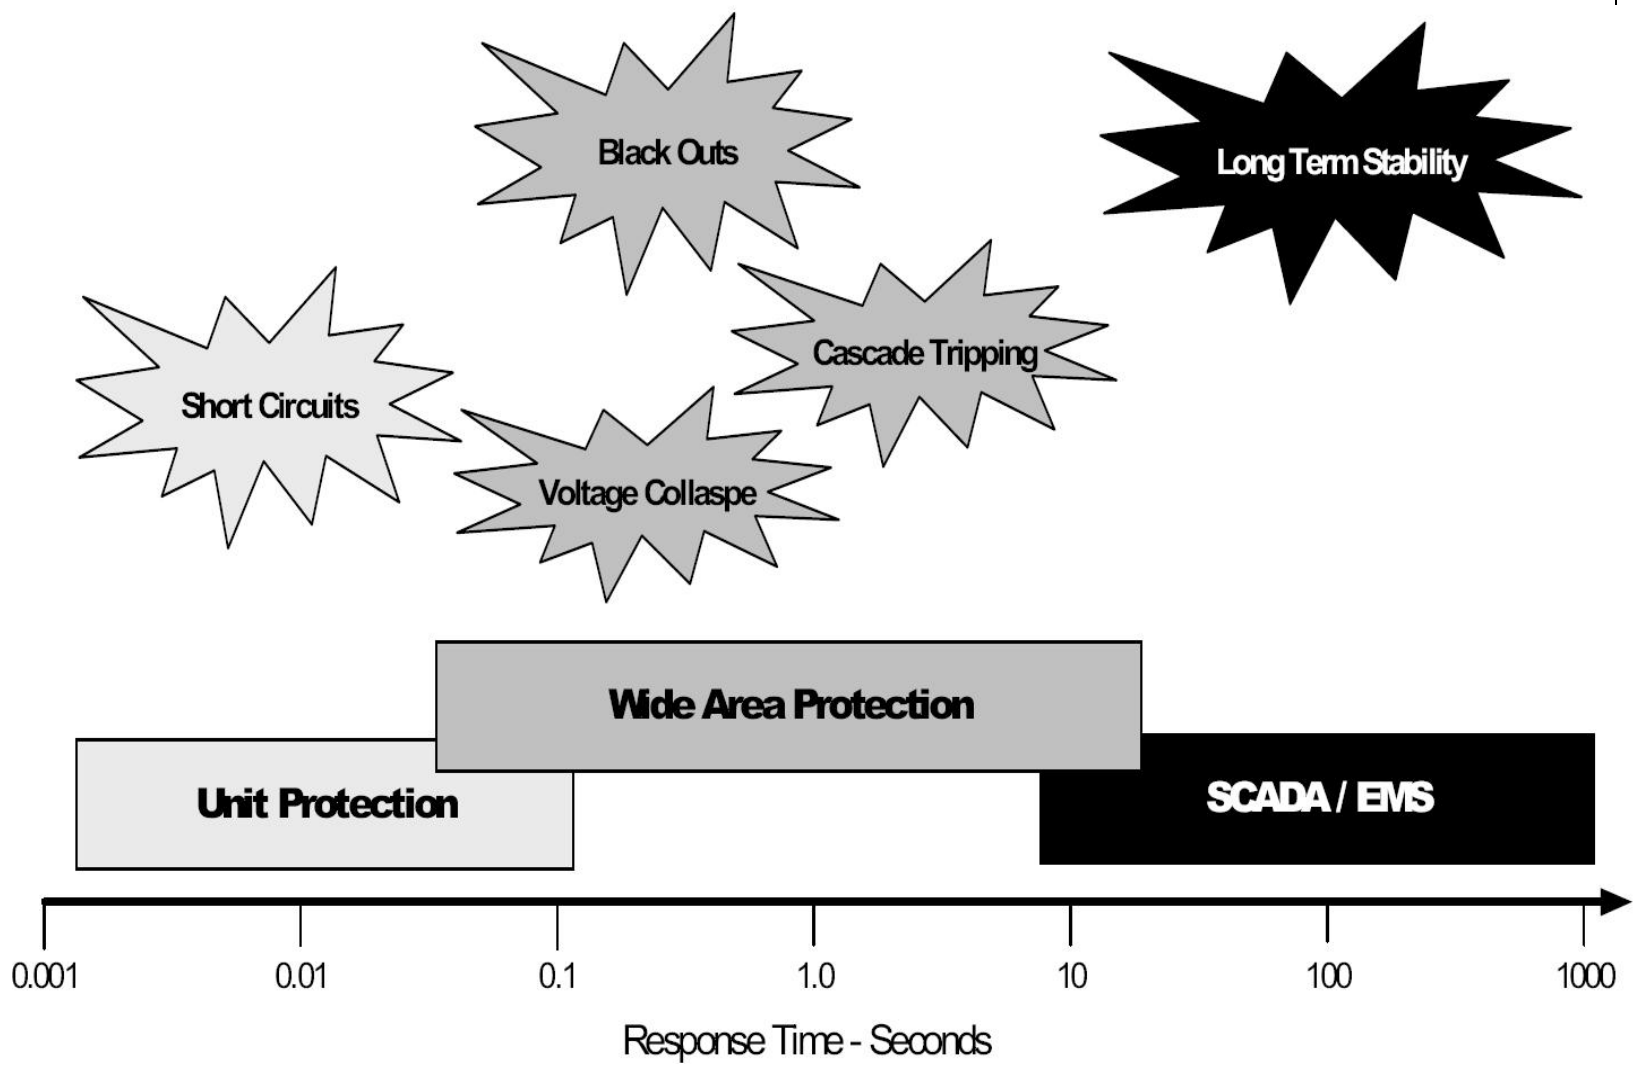 Black Outs
Long Term Stability
Cascade Tripping
Short Circuits
Voltage Collaspe
Wide Area Protection
Unit Protection
SCADA / EMS
0.001
0.01
0.1
1.0
10
100
1000
Response Time - Seconds